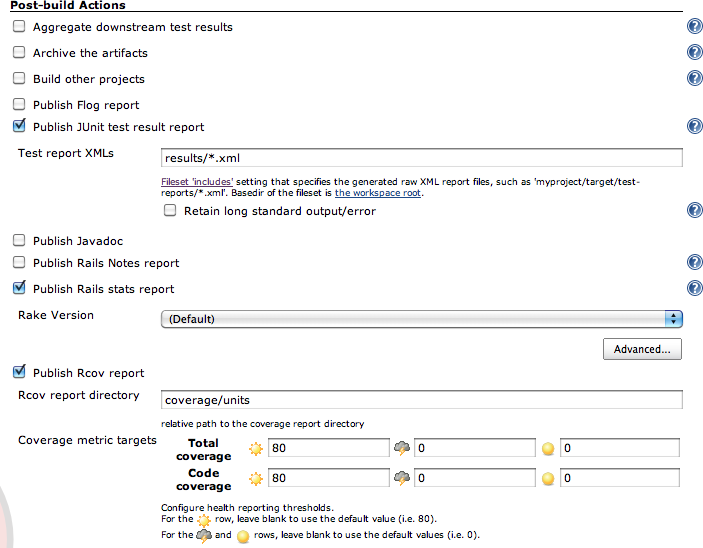 Post-build Actions
Aggregate downstream test results
Archive the artifacts
Build other projects
Publish Flog report
Publish JUnit test result report
Test report XMLs
results/*.xml
Fileset 'includes' setting that specifies the generated raw XML report files, such as 'myproject/target/test-
reports/*.xml'. Basedir of the fileset is the workspace root.
Retain long standard output/error
Publish Javadoc
Publish Rails Notes report
Publish Rails stats report
Rake Version
(Default)
Advanced...
Publish Rcov report
Rcov report directory
coverage/units
relative path to the coverage report directory
Coverage metric targets
Total
coverage
80 0 0
Code
coverage
80 0 0
Configure health reporting thresholds.
For the row, leave blank to use the default value (i.e. 80).
For the and rows, leave blank to use the default values (i.e. 0).